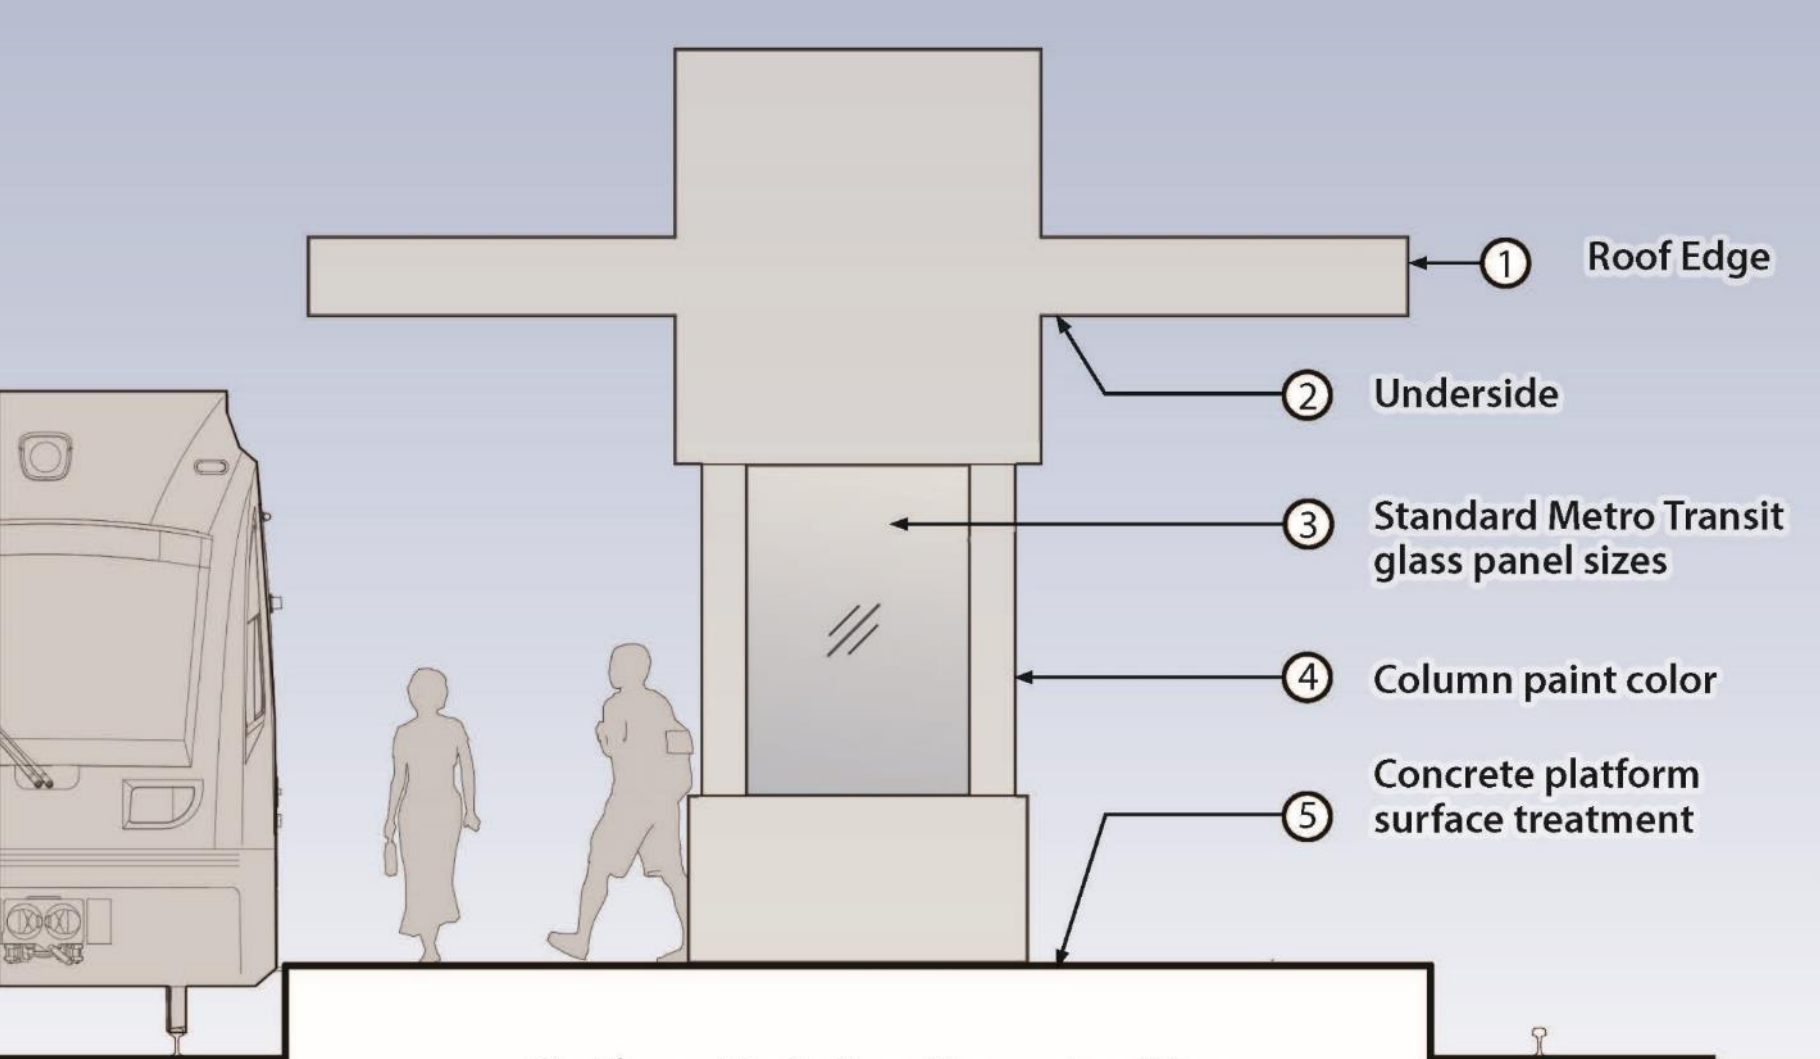 1 Roof Edge
2 Underside
3 Standard Metro Transit
glass panel sizes
4 Column paint color
Concrete platform
5 surface treatment